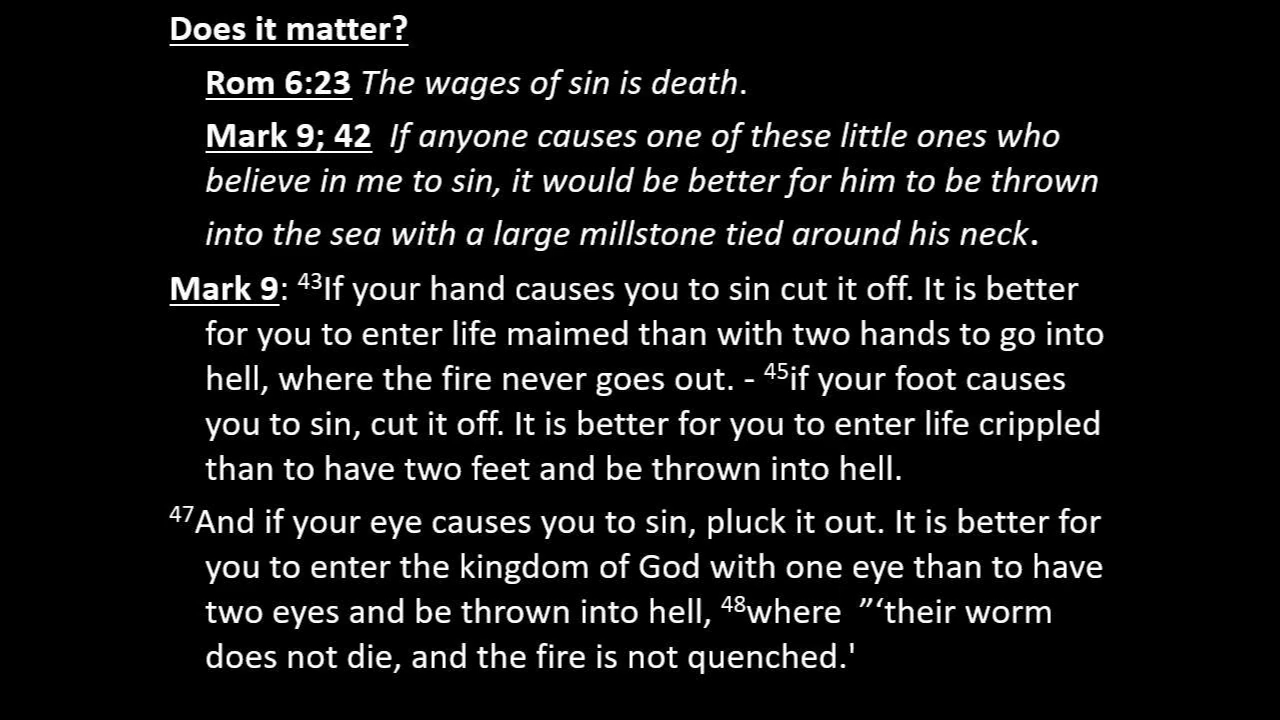 Does it matter?
Rom 6:23 The wages of sin is death.
Mark 9; 42  If anyone causes one of these little ones who
believe in me to sin, it would be better for him to be thrown
into the sea with a large millstone tied around his neck.
Mark 9: ⁴³If your hand causes you to sin cut it off. It is better
for you to enter life maimed than with two hands to go into
hell, where the fire never goes out. - ⁴⁵if your foot causes
you to sin, cut it off. It is better for you to enter life crippled
than to have two feet and be thrown into hell.
⁴⁷And if your eye causes you to sin, pluck it out. It is better for
you to enter the kingdom of God with one eye than to have
two eyes and be thrown into hell, ⁴⁸where  ”‘their worm
does not die, and the fire is not quenched.'